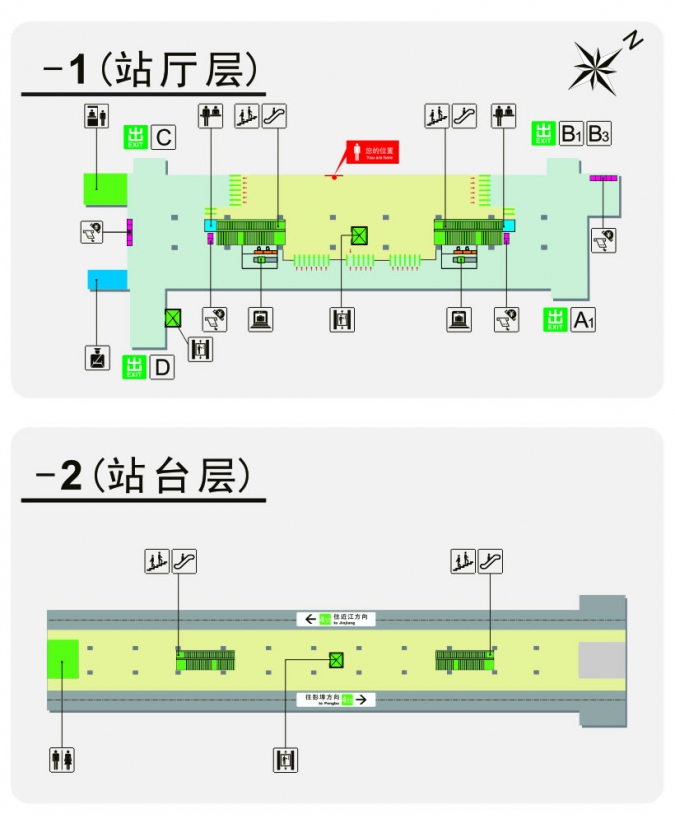 -1(站厅层)
N
出
EXIT
C
出
EXIT
B1
B3
您的位置
You are here
出
EXIT
A1
出
EXIT
D
-2(站台层)
往近江方向
to Jinjiang
往彭埠方向
to Pengbu